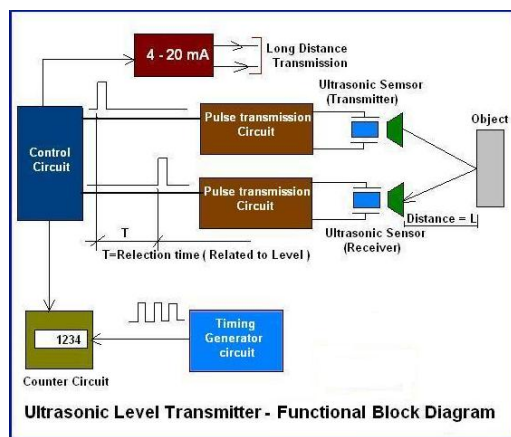 4 - 20 mA
Long Distance
Transmission
Ultrasonic Sensor
(Transmitter)
Pulse transmission
Circuit
Object
Control
Circuit
Pulse transmission
Circuit
Distance = L
T
Ultrasonic Sensor
(Receiver)
T=Relection time ( Related to Level )
1234
Timing
Generator
circuit
Counter Circuit
Ultrasonic Level Transmitter - Functional Block Diagram